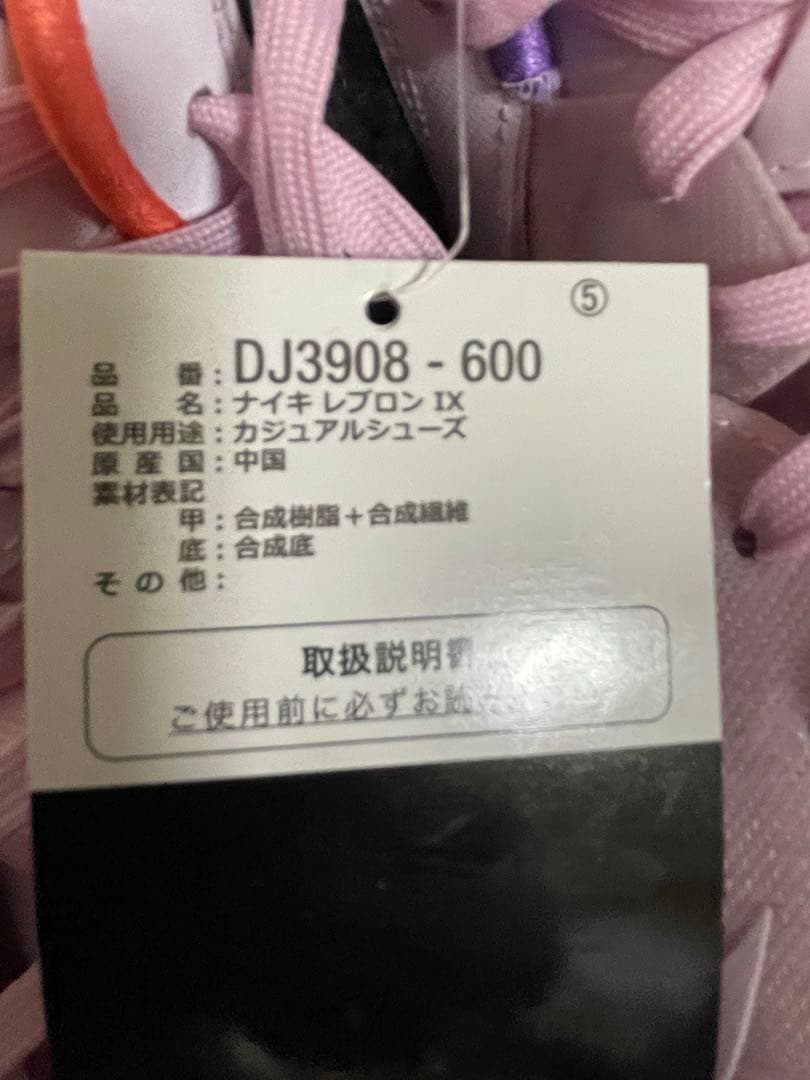 ⑤
品番：DJ3908 - 600
品名：ナイキ レブロン IX
使用用途：カジュアルシューズ
原産国：中国
素材表記
甲：合成樹脂＋合成繊維
底：合成底
その他：
取扱説明書
ご使用前に必ずお読